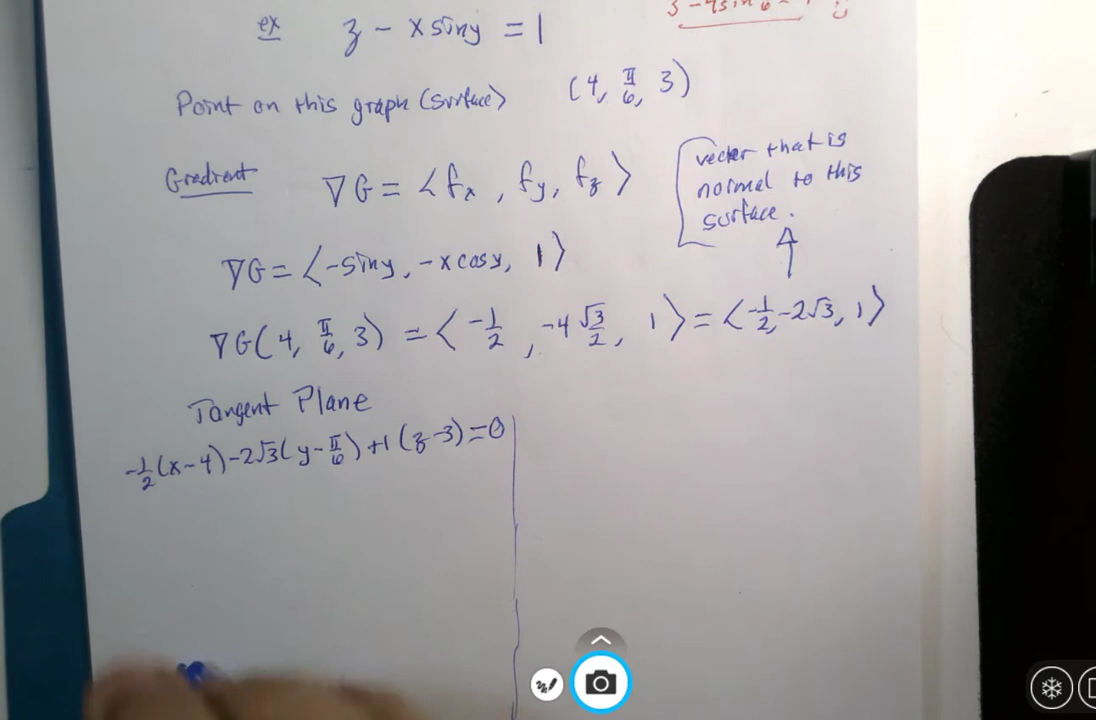 ex z - x sin y = 1
Point on this graph (surface) (4, π/6, 3)
Gradient ∇G = ⟨fx, fy, fz⟩
vector that is
normal to this
surface.
∇G = ⟨-sin y, -x cos y, 1⟩
∇G(4, π/6, 3) = ⟨-1/2, -4 √3/2, 1⟩ = ⟨-1/2, -2√3, 1⟩
Tangent Plane
-1/2(x-4) - 2√3(y - π/6) + 1(z-3) = 0